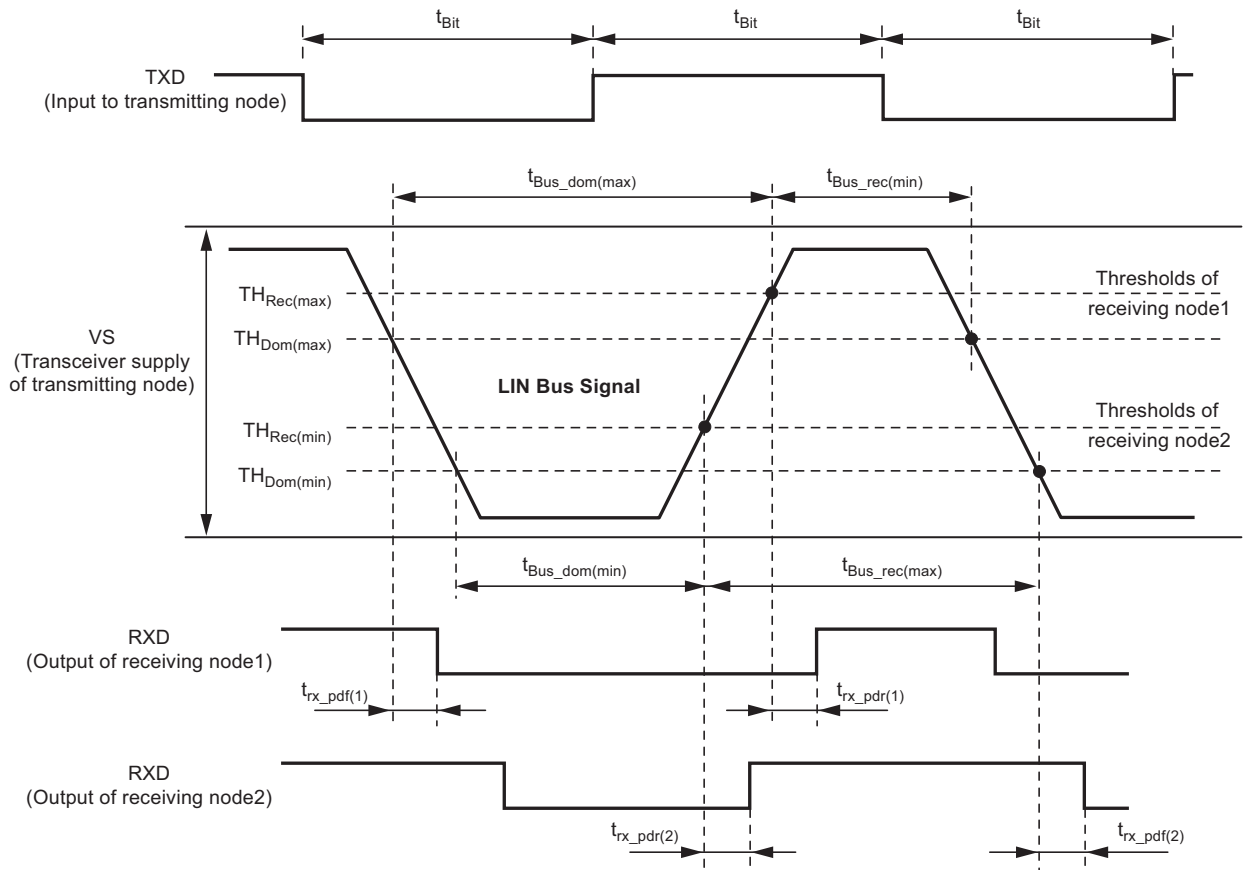 tBit
tBit
tBit
TXD
(Input to transmitting node)
tBus_dom(max)
tBus_rec(min)
THRec(max)
Thresholds of
receiving node1
VS
(Transceiver supply
of transmitting node)
THDom(max)
LIN Bus Signal
THRec(min)
Thresholds of
receiving node2
THDom(min)
tBus_dom(min)
tBus_rec(max)
RXD
(Output of receiving node1)
trx_pdf(1)
trx_pdr(1)
RXD
(Output of receiving node2)
trx_pdr(2)
trx_pdf(2)